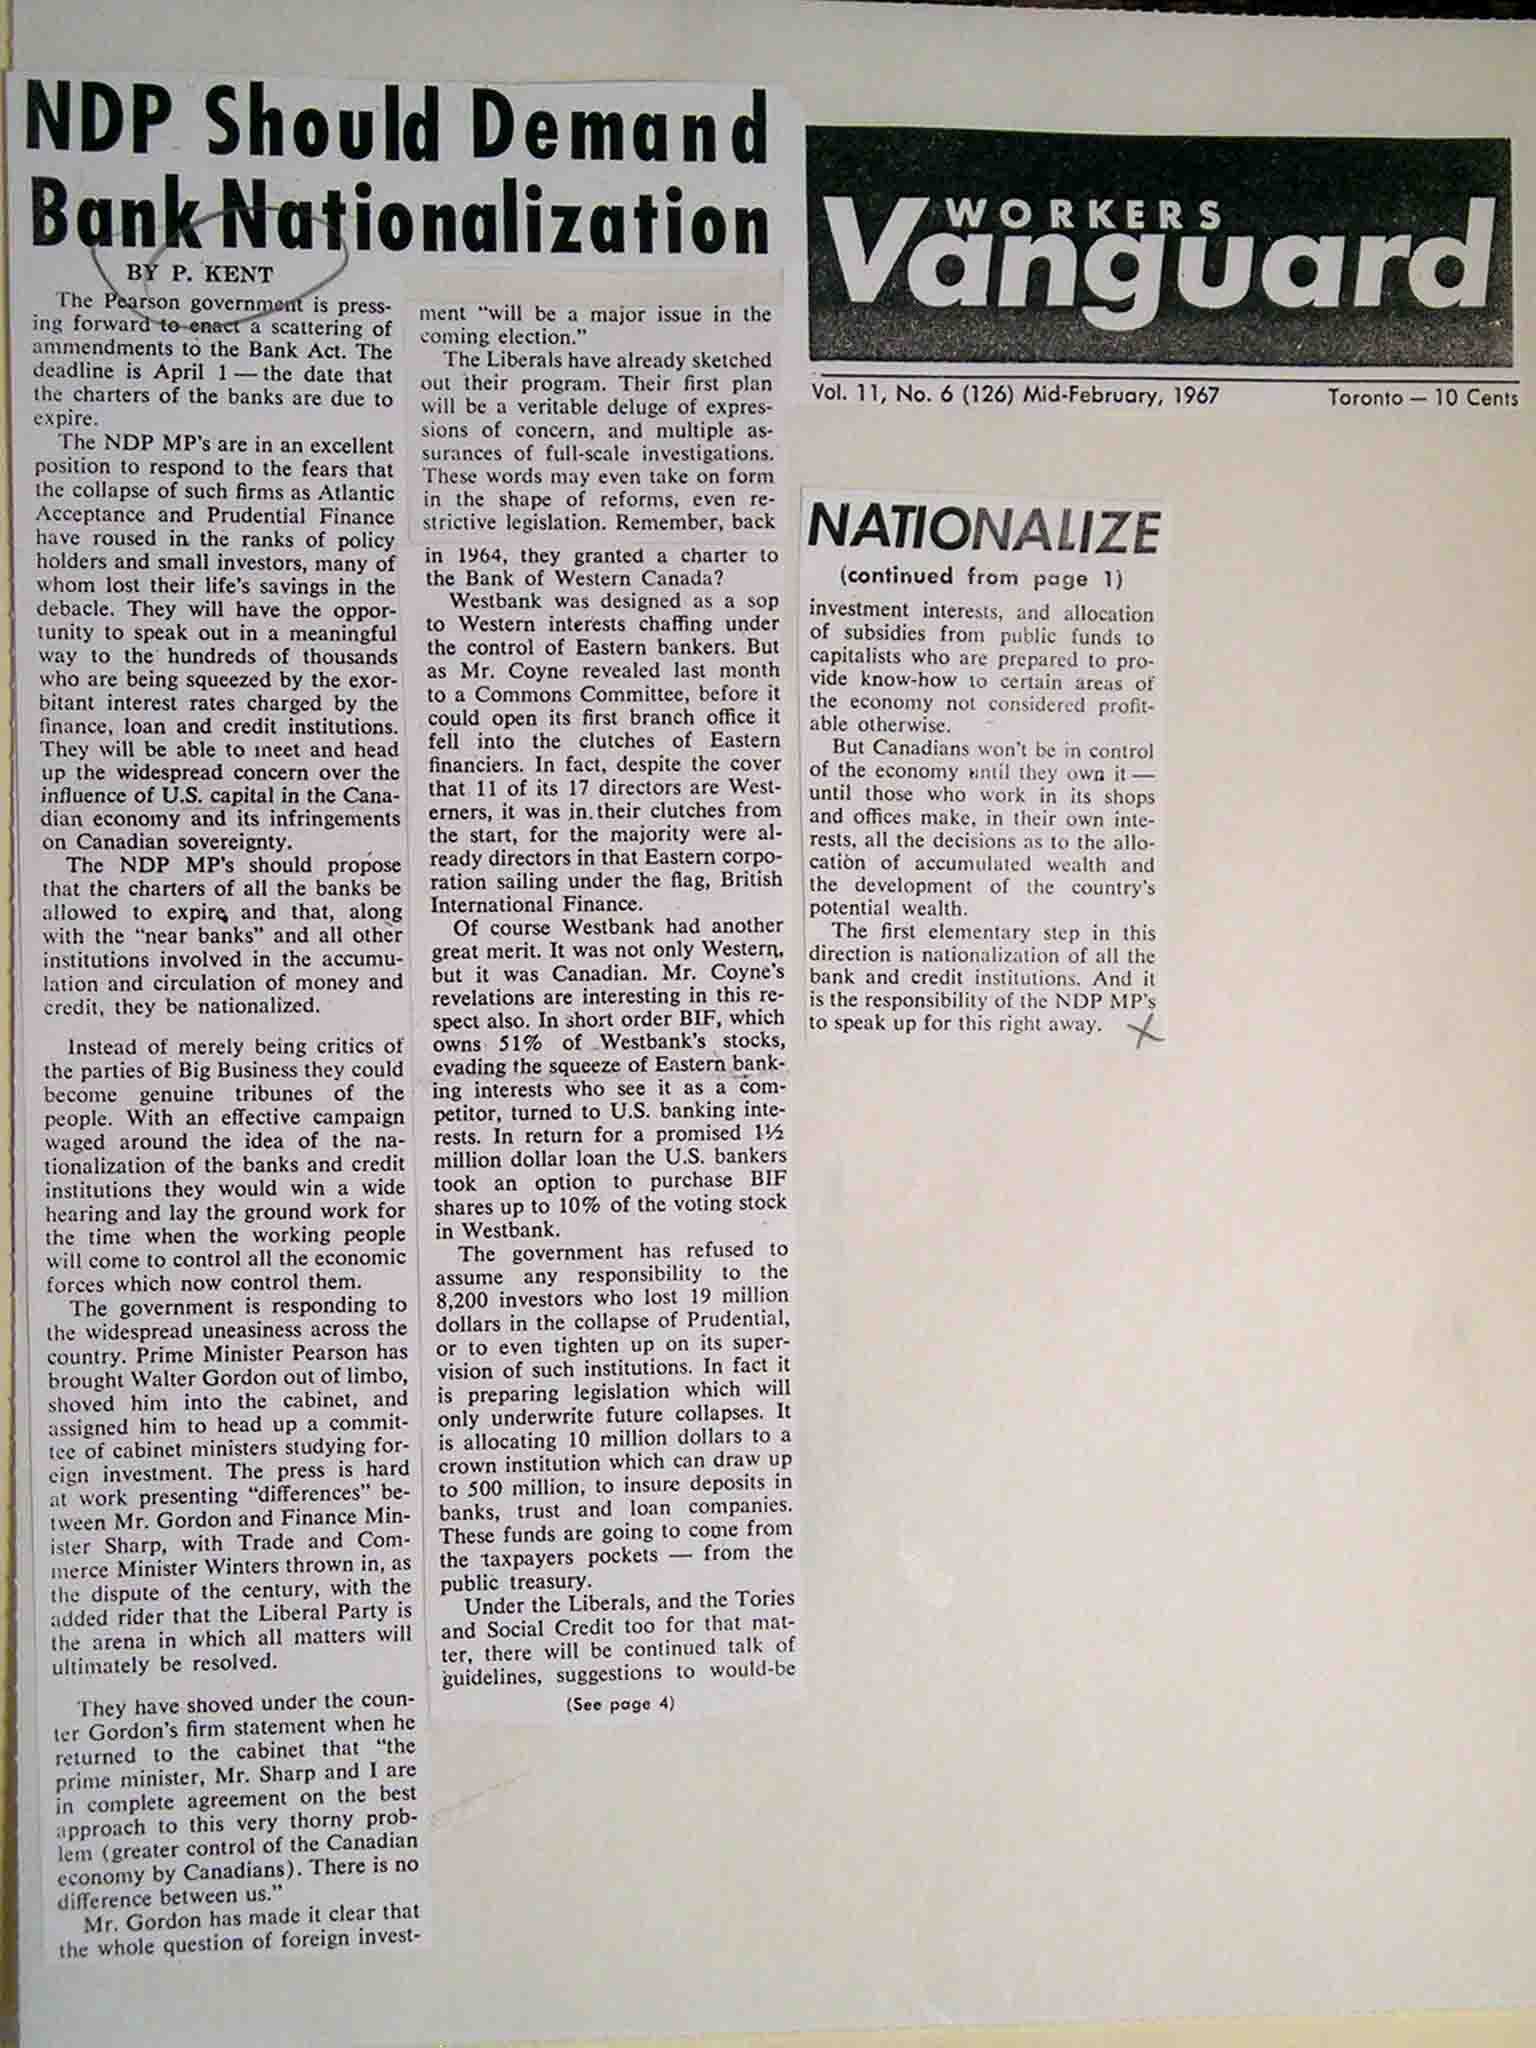 NDP Should Demand
Bank Nationalization
BY P. KENT
The Pearson government is press-
ing forward to enact a scattering of
ammendments to the Bank Act. The
deadline is April 1 — the date that
the charters of the banks are due to
expire.
The NDP MP's are in an excellent
position to respond to the fears that
the collapse of such firms as Atlantic
Acceptance and Prudential Finance
have roused in the ranks of policy
holders and small investors, many of
whom lost their life's savings in the
debacle. They will have the oppor-
tunity to speak out in a meaningful
way to the hundreds of thousands
who are being squeezed by the exor-
bitant interest rates charged by the
finance, loan and credit institutions.
They will be able to meet and head
up the widespread concern over the
influence of U.S. capital in the Cana-
dian economy and its infringements
on Canadian sovereignty.
The NDP MP's should propose
that the charters of all the banks be
allowed to expire, and that, along
with the "near banks" and all other
institutions involved in the accumu-
lation and circulation of money and
credit, they be nationalized.
Instead of merely being critics of
the parties of Big Business they could
become genuine tribunes of the
people. With an effective campaign
waged around the idea of the na-
tionalization of the banks and credit
institutions they would win a wide
hearing and lay the ground work for
the time when the working people
will come to control all the economic
forces which now control them.
The government is responding to
the widespread uneasiness across the
country. Prime Minister Pearson has
brought Walter Gordon out of limbo,
shoved him into the cabinet, and
assigned him to head up a commit-
tee of cabinet ministers studying for-
eign investment. The press is hard
at work presenting "differences" be-
tween Mr. Gordon and Finance Min-
ister Sharp, with Trade and Com-
merce Minister Winters thrown in, as
the dispute of the century, with the
added rider that the Liberal Party is
the arena in which all matters will
ultimately be resolved.
They have shoved under the coun-
ter Gordon's firm statement when he
returned to the cabinet that "the
prime minister, Mr. Sharp and I are
in complete agreement on the best
approach to this very thorny prob-
lem (greater control of the Canadian
economy by Canadians). There is no
difference between us."
Mr. Gordon has made it clear that
the whole question of foreign invest-
ment "will be a major issue in the
coming election."
The Liberals have already sketched
out their program. Their first plan
will be a veritable deluge of expres-
sions of concern, and multiple as-
surances of full-scale investigations.
These words may even take on form
in the shape of reforms, even re-
strictive legislation. Remember, back
in 1964, they granted a charter to
the Bank of Western Canada?
Westbank was designed as a sop
to Western interests chaffing under
the control of Eastern bankers. But
as Mr. Coyne revealed last month
to a Commons Committee, before it
could open its first branch office it
fell into the clutches of Eastern
financiers. In fact, despite the cover
that 11 of its 17 directors are West-
erners, it was in their clutches from
the start, for the majority were al-
ready directors in that Eastern corpo-
ration sailing under the flag, British
International Finance.
Of course Westbank had another
great merit. It was not only Western,
but it was Canadian. Mr. Coyne's
revelations are interesting in this re-
spect also. In short order BIF, which
owns 51% of Westbank's stocks,
evading the squeeze of Eastern bank-
ing interests who see it as a com-
petitor, turned to U.S. banking inte-
rests. In return for a promised 1½
million dollar loan the U.S. bankers
took an option to purchase BIF
shares up to 10% of the voting stock
in Westbank.
The government has refused to
assume any responsibility to the
8,200 investors who lost 19 million
dollars in the collapse of Prudential,
or to even tighten up on its super-
vision of such institutions. In fact it
is preparing legislation which will
only underwrite future collapses. It
is allocating 10 million dollars to a
crown institution which can draw up
to 500 million, to insure deposits in
banks, trust and loan companies.
These funds are going to come from
the taxpayers pockets — from the
public treasury.
Under the Liberals, and the Tories
and Social Credit too for that mat-
ter, there will be continued talk of
guidelines, suggestions to would-be
(See page 4)
WORKERS
Vanguard
Vol. 11, No. 6 (126) Mid-February, 1967 Toronto — 10 Cents
NATIONALIZE
(continued from page 1)
investment interests, and allocation
of subsidies from public funds to
capitalists who are prepared to pro-
vide know-how to certain areas of
the economy not considered profit-
able otherwise.
But Canadians won't be in control
of the economy until they own it —
until those who work in its shops
and offices make, in their own inte-
rests, all the decisions as to the allo-
cation of accumulated wealth and
the development of the country's
potential wealth.
The first elementary step in this
direction is nationalization of all the
bank and credit institutions. And it
is the responsibility of the NDP MP's
to speak up for this right away.